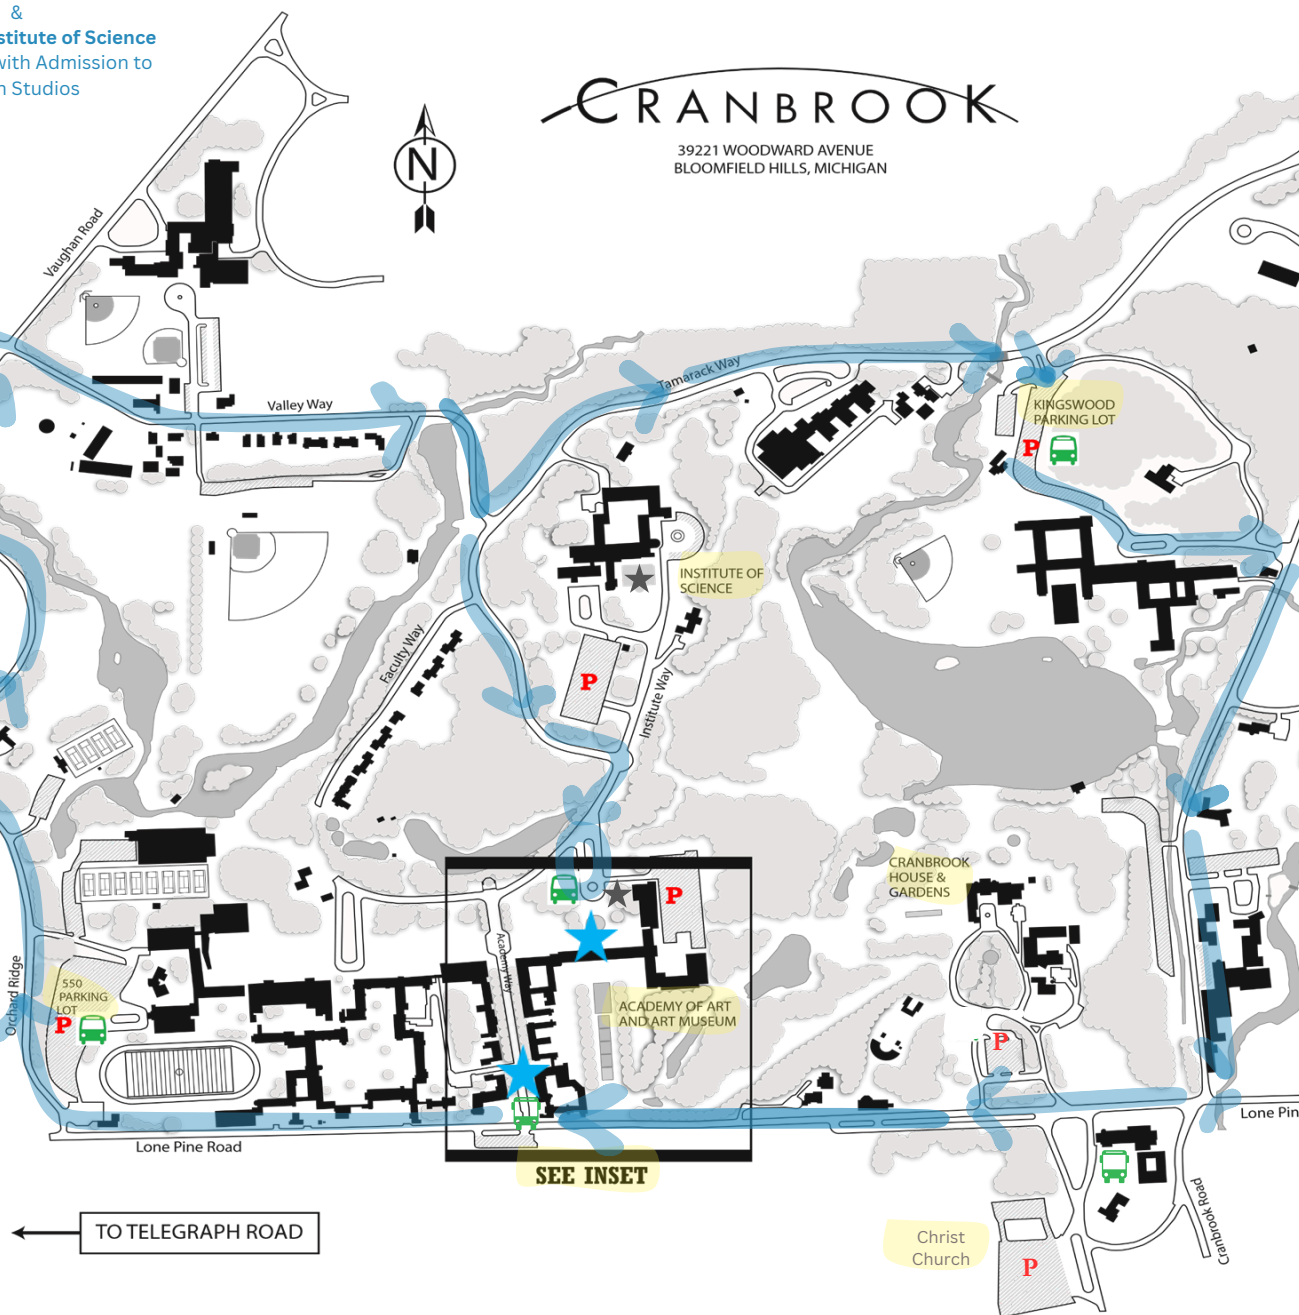 &
stitute of Science
with Admission to
n Studios
CRANBROOK
39221 WOODWARD AVENUE
BLOOMFIELD HILLS, MICHIGAN
N
Vaughan Road
Valley Way
Tamarack Way
KINGSWOOD
PARKING LOT
P
INSTITUTE OF
SCIENCE
Faculty Way
P
Institute Way
CRANBROOK
HOUSE &
GARDENS
P
Academy Way
Orchard Ridge
550
PARKING
LOT
P
ACADEMY OF ART
AND ART MUSEUM
P
Lone Pine Road
Lone Pin
SEE INSET
Cranbrook Road
TO TELEGRAPH ROAD
Christ
Church
P